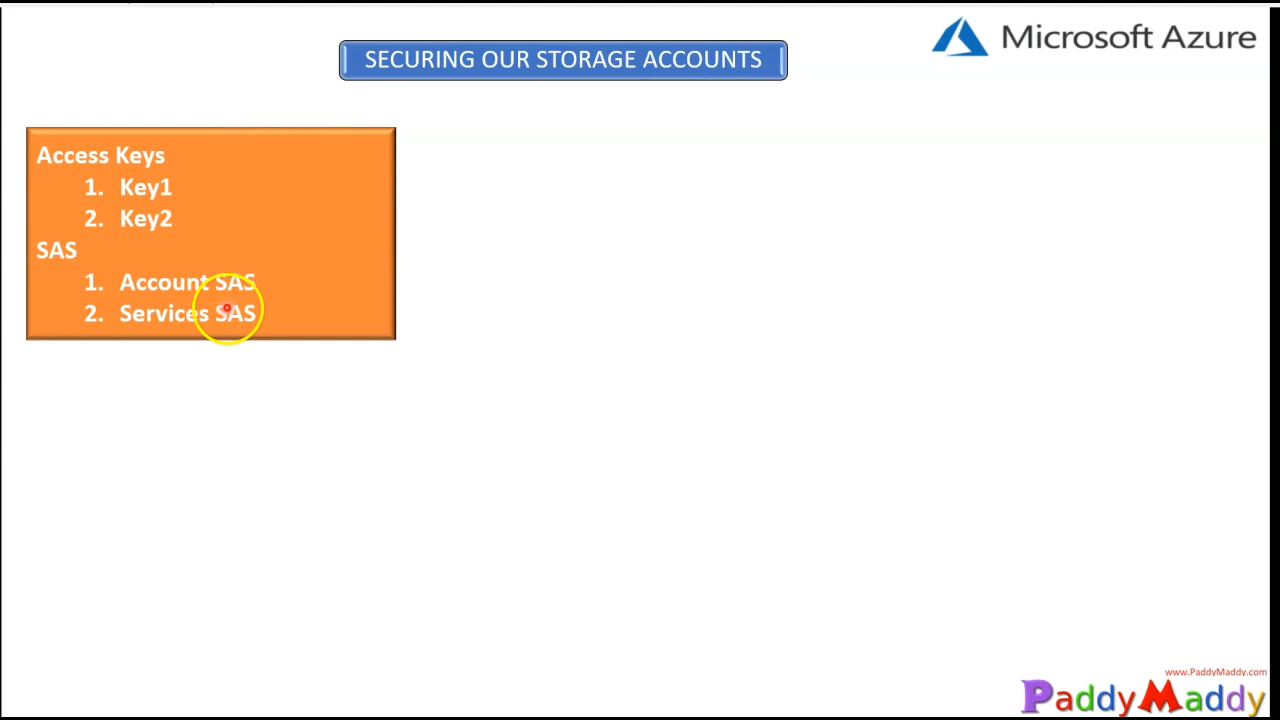 Microsoft Azure
SECURING OUR STORAGE ACCOUNTS
Access Keys
1. Key1
2. Key2
SAS
1. Account SAS
2. Services SAS
www.PaddyMaddy.com
PaddyMaddy